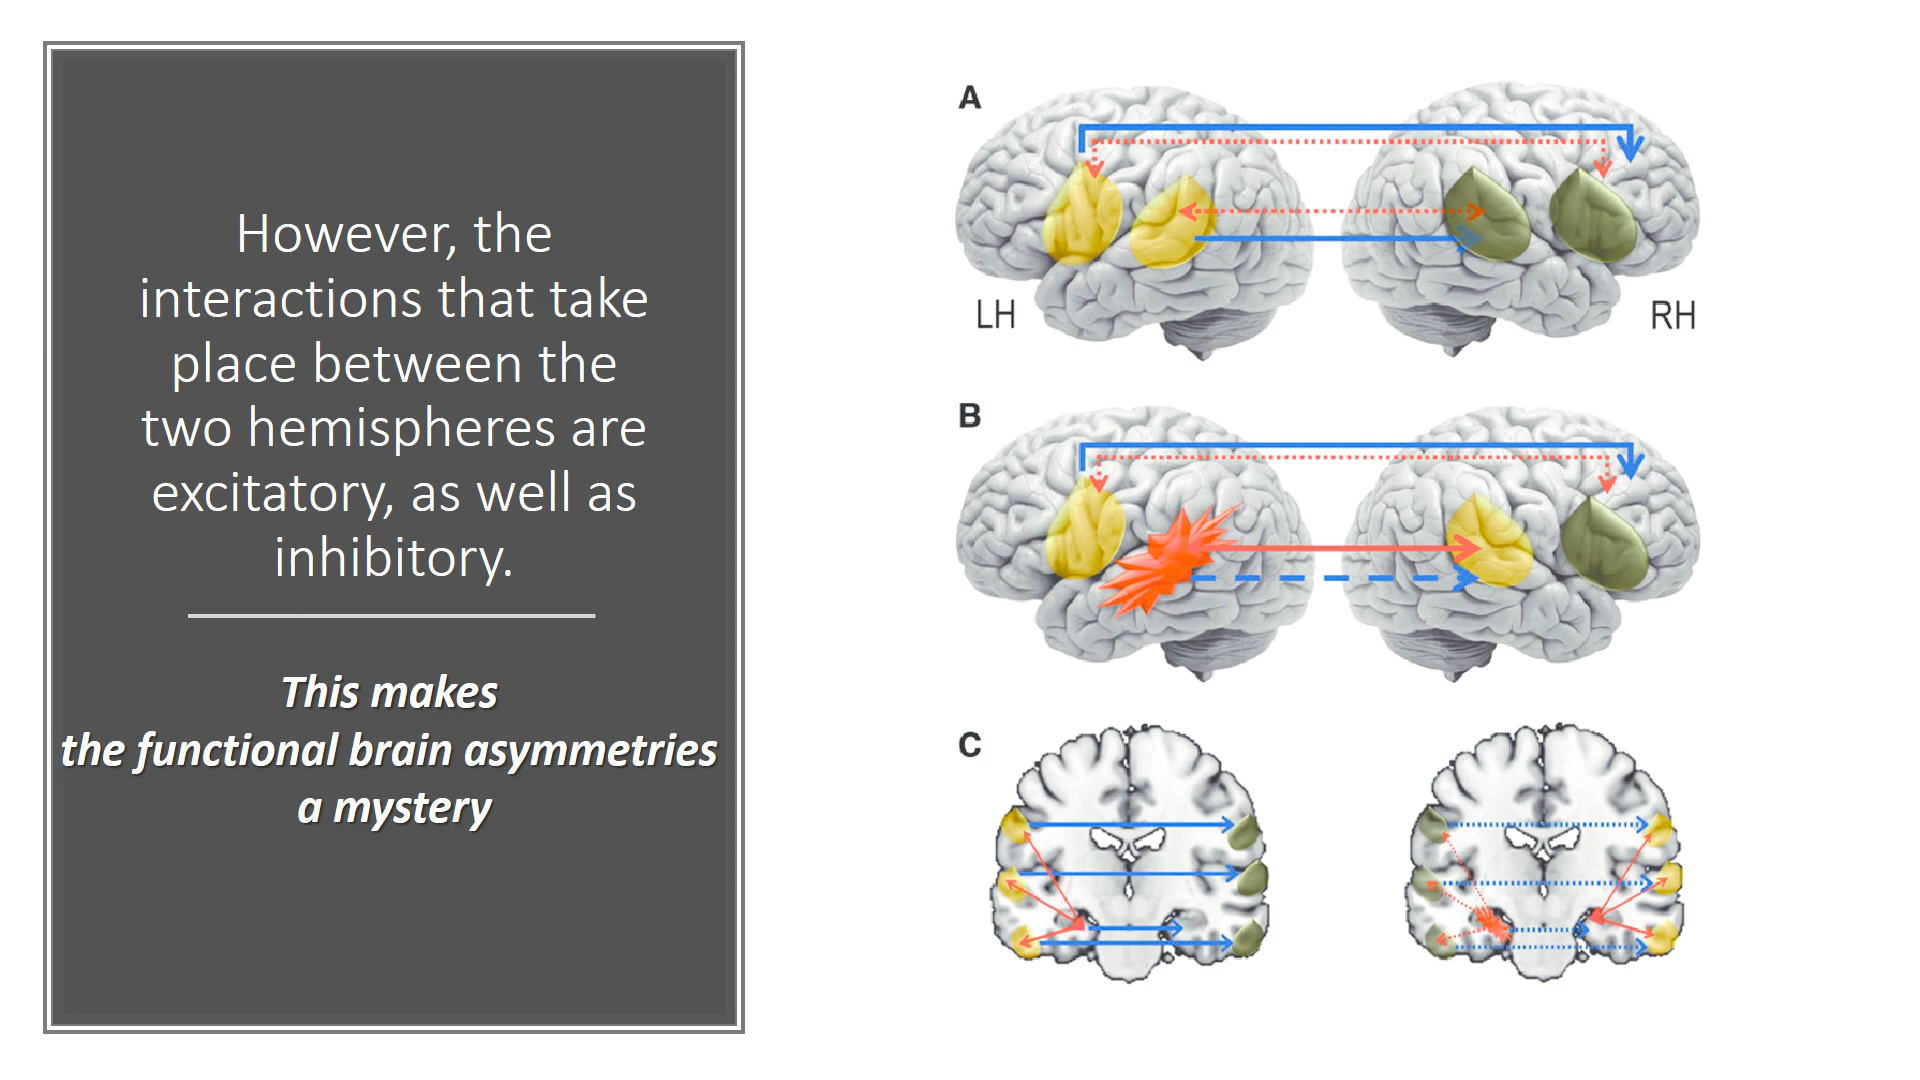 However, the
interactions that take
place between the
two hemispheres are
excitatory, as well as
inhibitory.
This makes
the functional brain asymmetries
a mystery
A
LH
RH
B
C